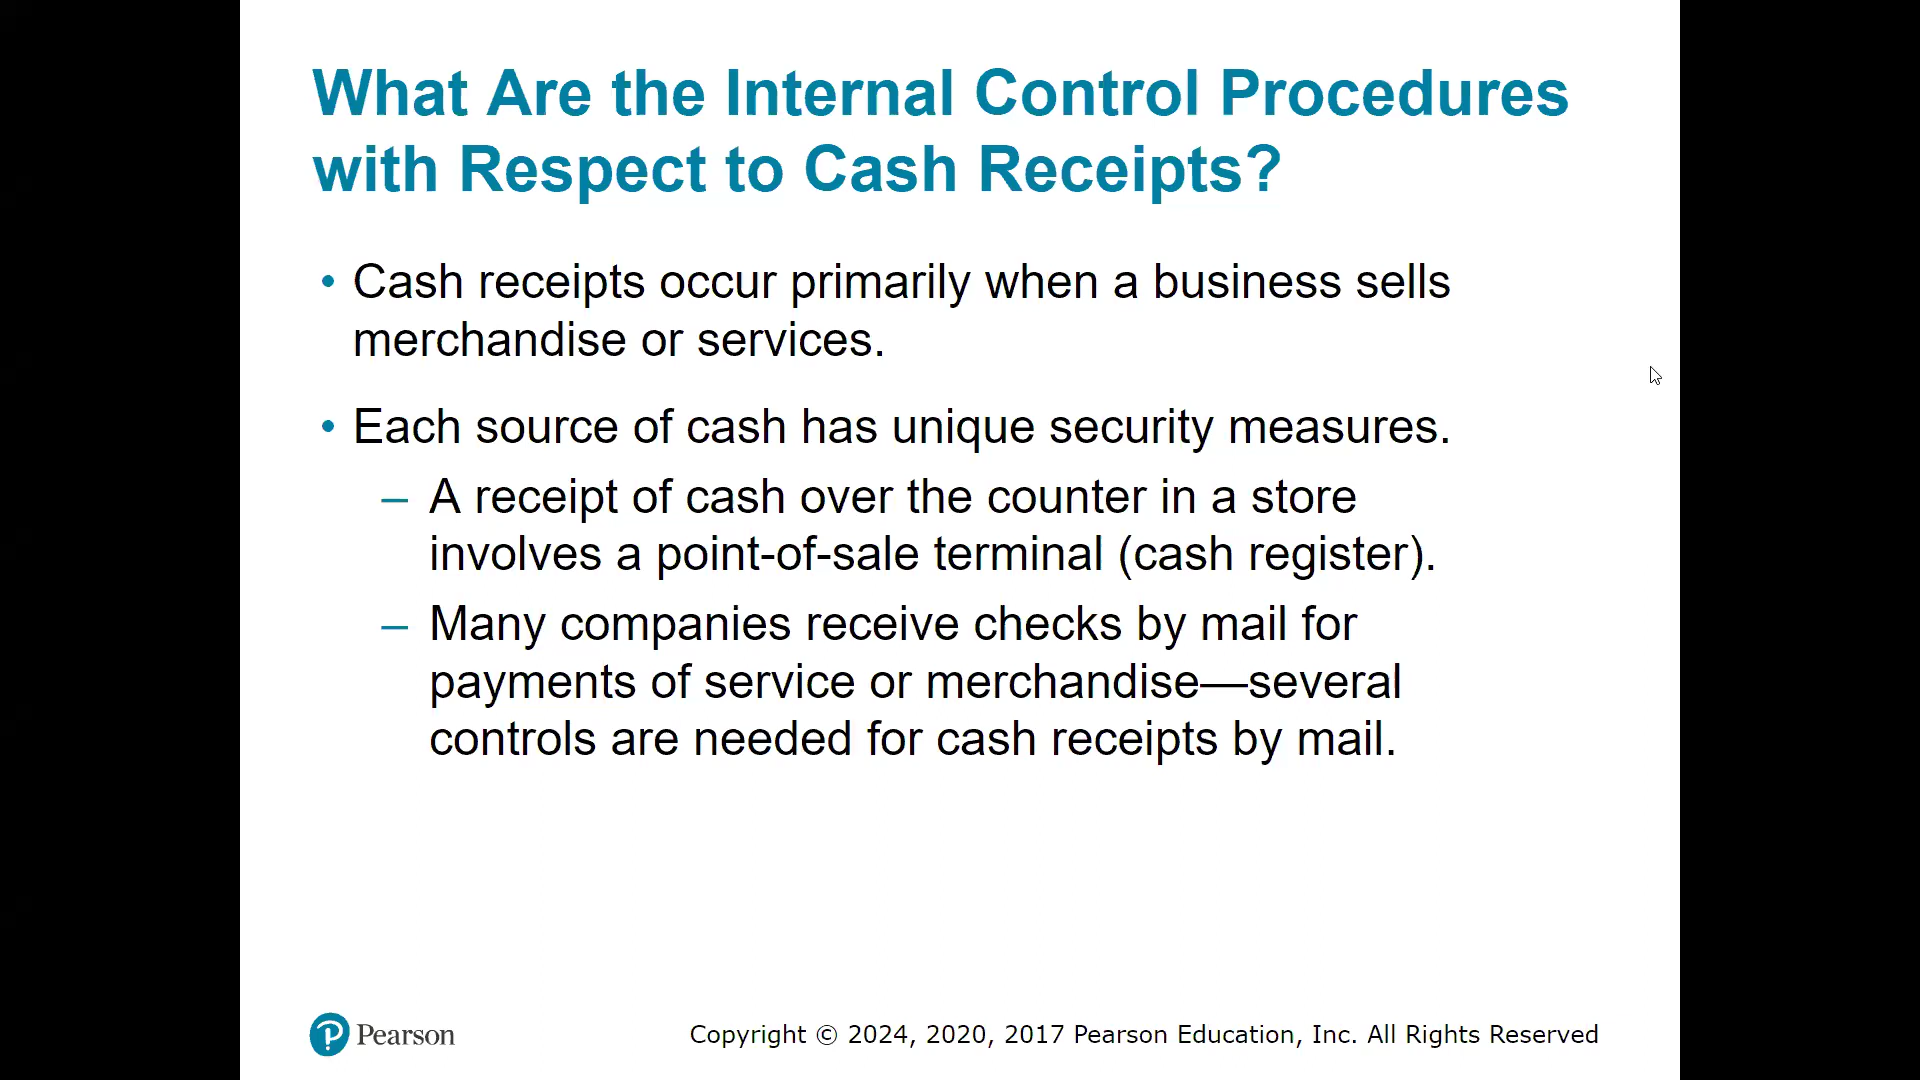 What Are the Internal Control Procedures
with Respect to Cash Receipts?
• Cash receipts occur primarily when a business sells
merchandise or services.
• Each source of cash has unique security measures.
– A receipt of cash over the counter in a store
involves a point-of-sale terminal (cash register).
– Many companies receive checks by mail for
payments of service or merchandise—several
controls are needed for cash receipts by mail.
Pearson
Copyright © 2024, 2020, 2017 Pearson Education, Inc. All Rights Reserved